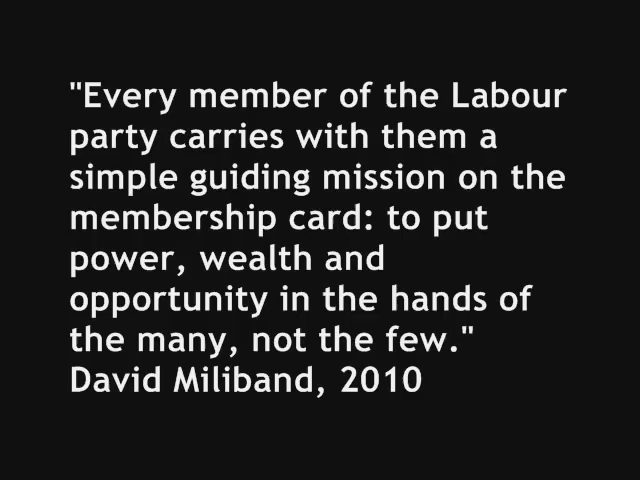 "Every member of the Labour
party carries with them a
simple guiding mission on the
membership card: to put
power, wealth and
opportunity in the hands of
the many, not the few."
David Miliband, 2010